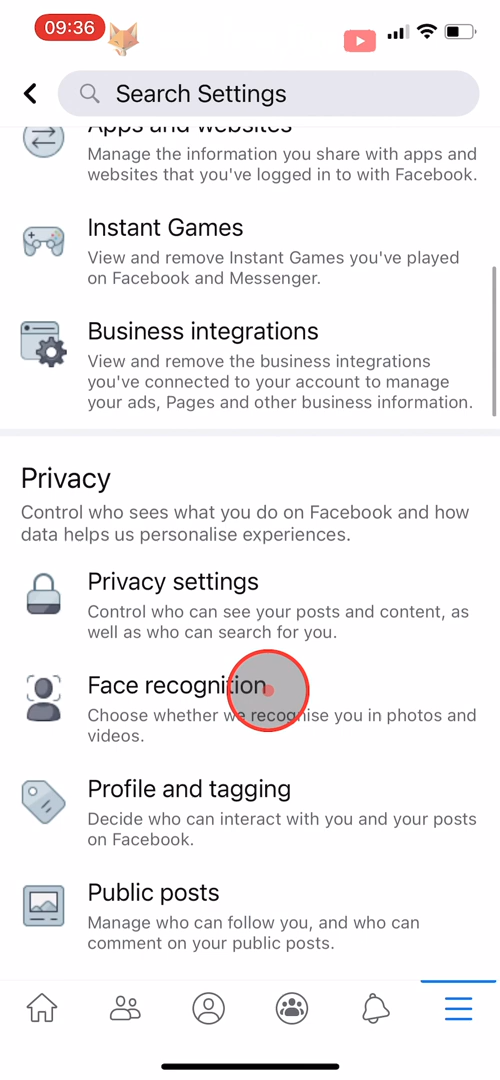 09:36
Search Settings
Apps and websites
Manage the information you share with apps and
websites that you've logged in to with Facebook.
Instant Games
View and remove Instant Games you've played
on Facebook and Messenger.
Business integrations
View and remove the business integrations
you've connected to your account to manage
your ads, Pages and other business information.
Privacy
Control who sees what you do on Facebook and how
data helps us personalise experiences.
Privacy settings
Control who can see your posts and content, as
well as who can search for you.
Face recognition
Choose whether we recognise you in photos and
videos.
Profile and tagging
Decide who can interact with you and your posts
on Facebook.
Public posts
Manage who can follow you, and who can
comment on your public posts.